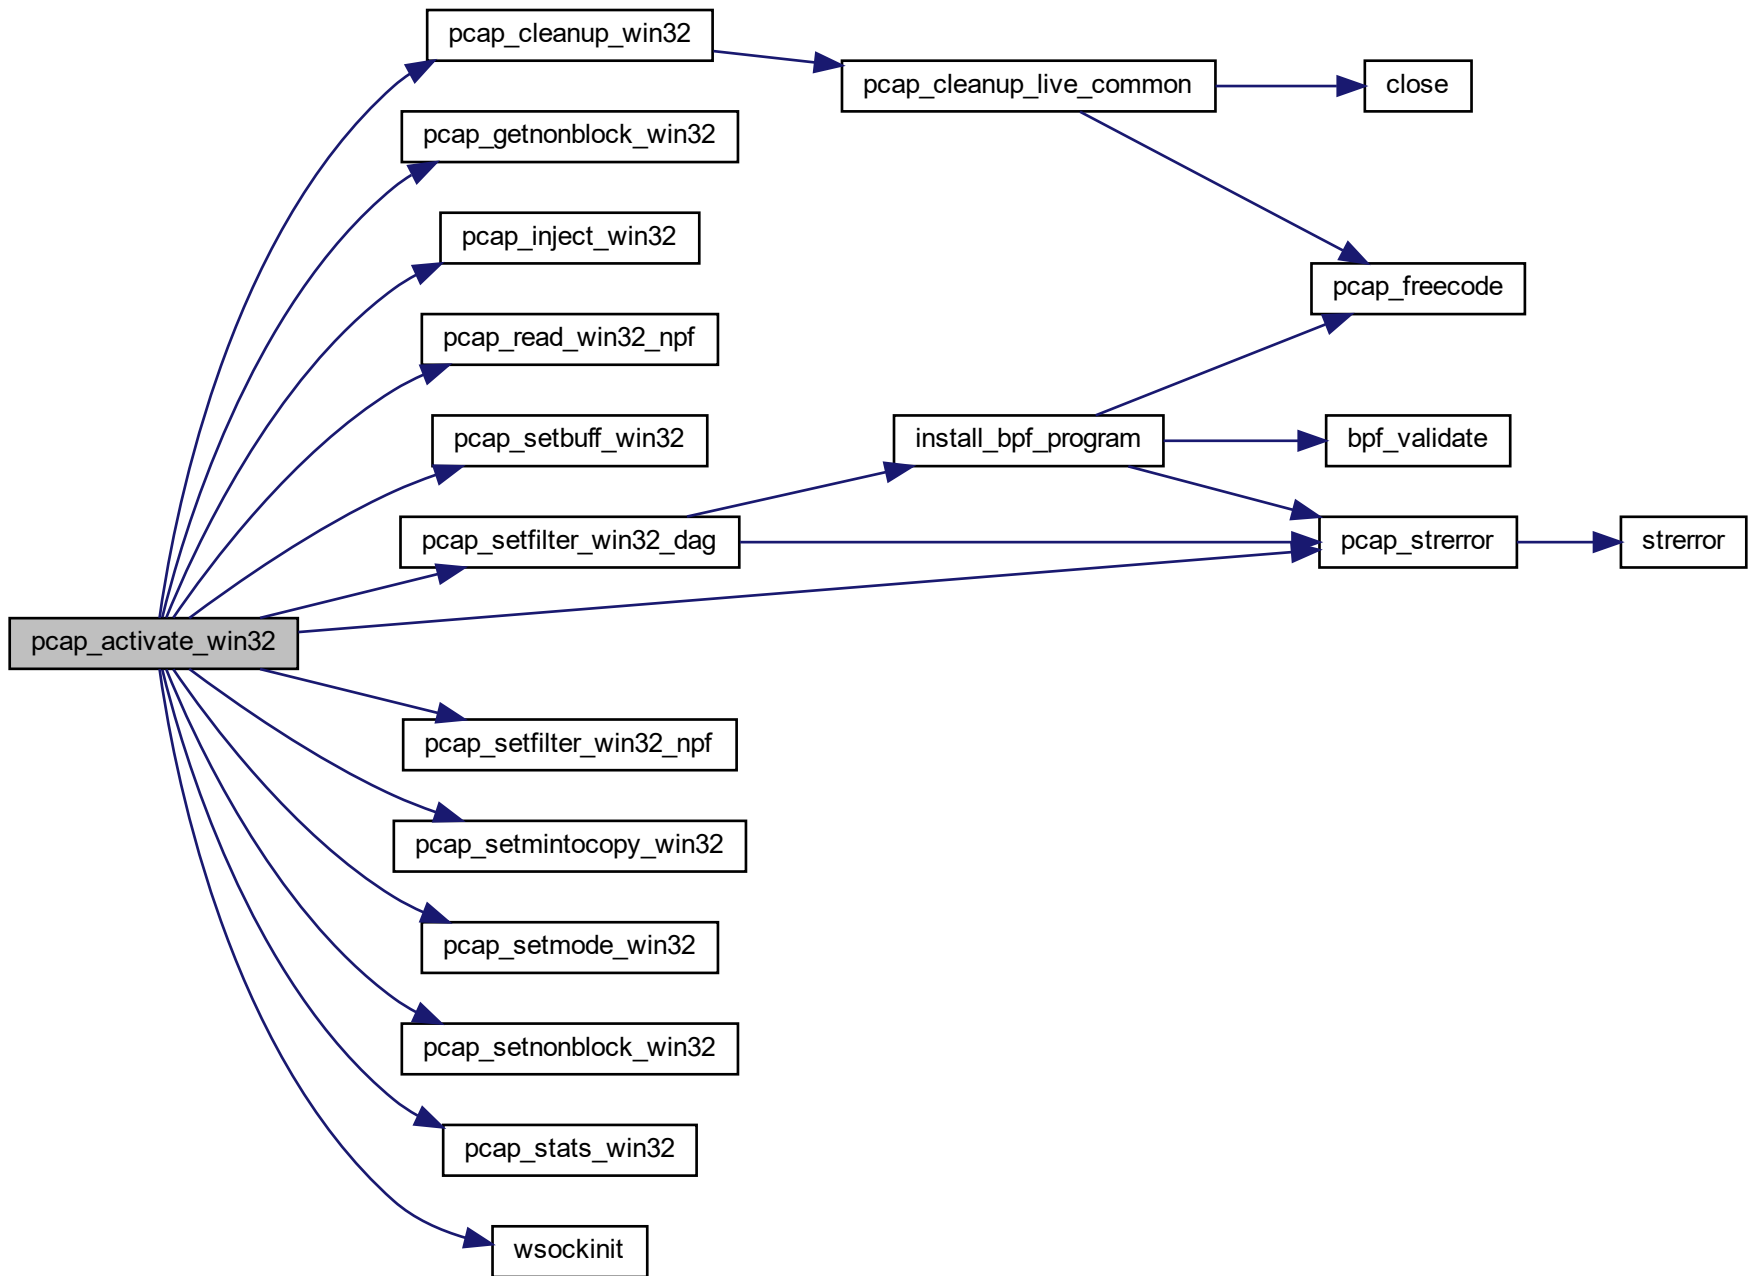 pcap_cleanup_win32
pcap_cleanup_live_common
close
pcap_getnonblock_win32
pcap_inject_win32
pcap_freecode
pcap_read_win32_npf
pcap_setbuff_win32
install_bpf_program
bpf_validate
pcap_setfilter_win32_dag
pcap_strerror
strerror
pcap_activate_win32
pcap_setfilter_win32_npf
pcap_setmintocopy_win32
pcap_setmode_win32
pcap_setnonblock_win32
pcap_stats_win32
wsockinit